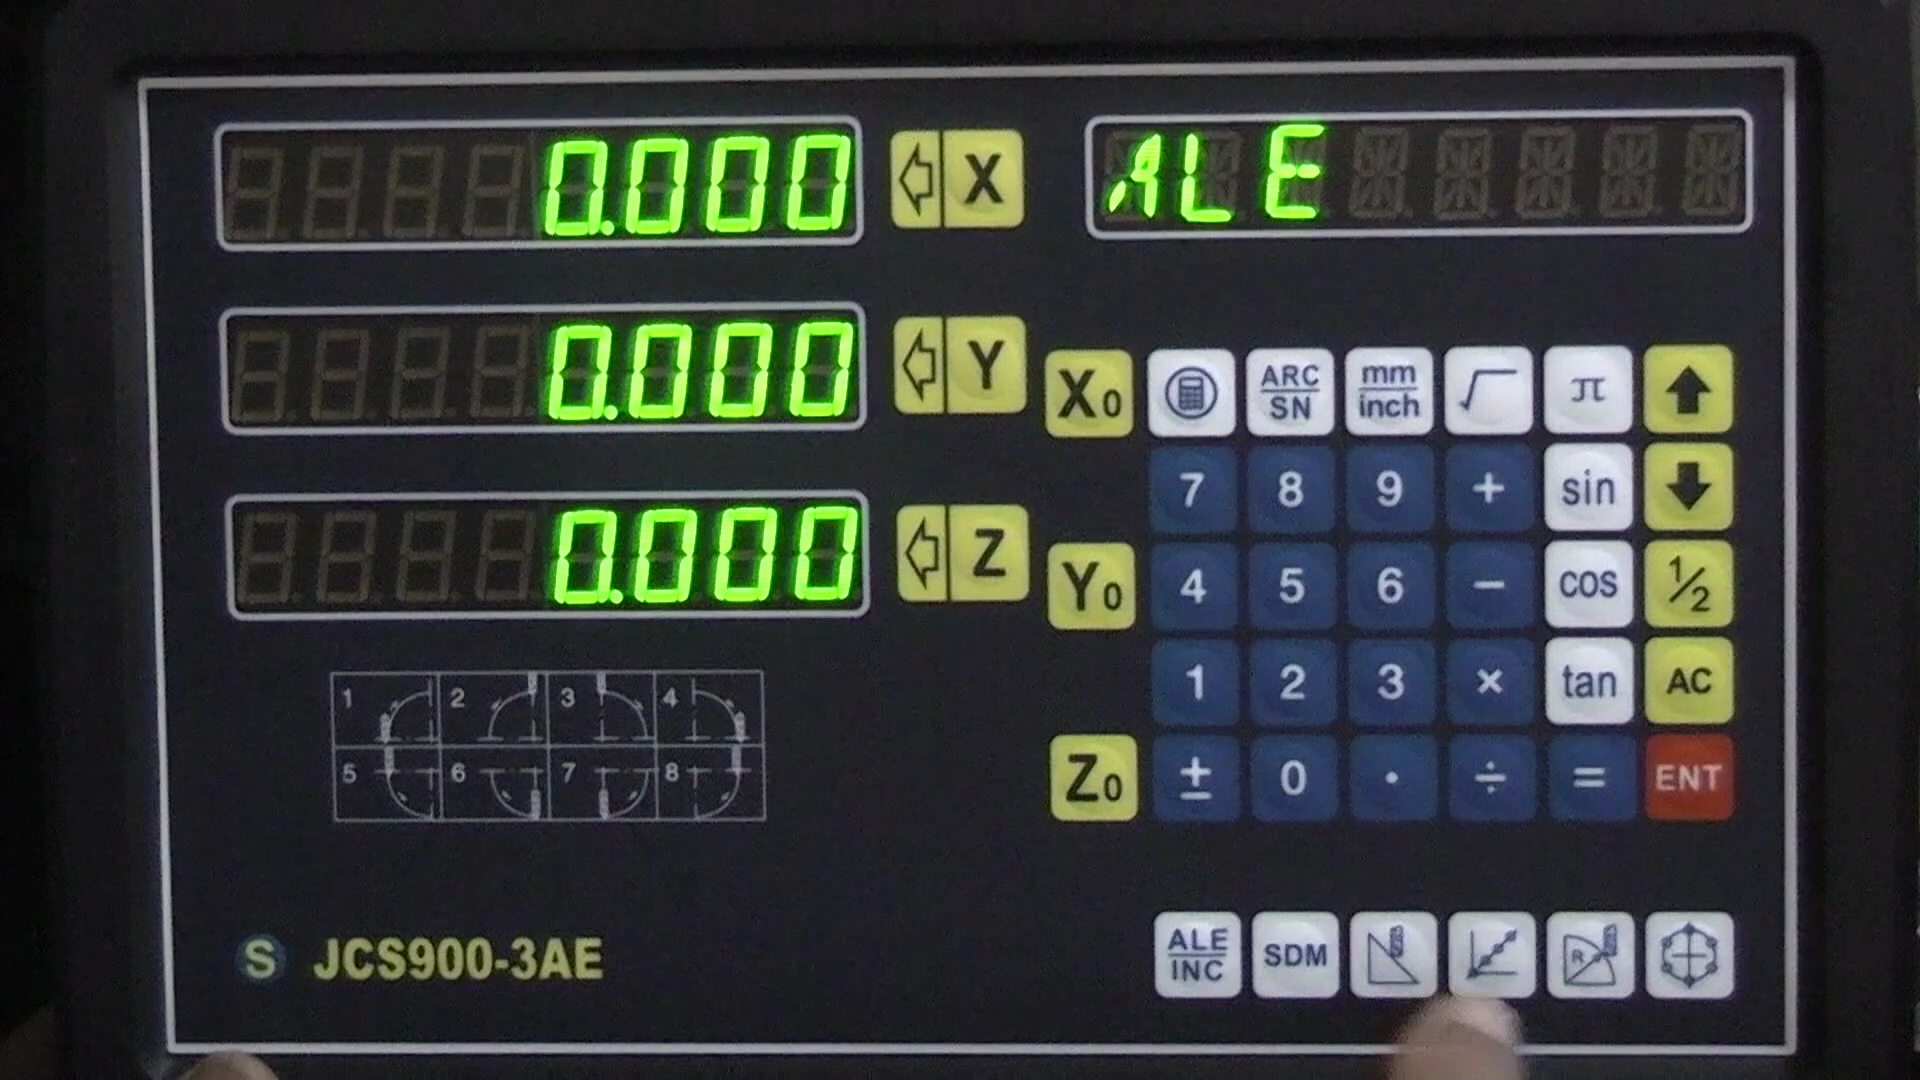 0.000 X ALE
0.000 Y
X0 ARC/SN mm/inch √ π
7 8 9 + sin
0.000 Z
Y0 4 5 6 − cos 1/2
1 2 3 × tan AC
1 2 3 4
5 6 7 8
Z0 ± 0 · ÷ = ENT
S JCS900-3AE
ALE/INC SDM R